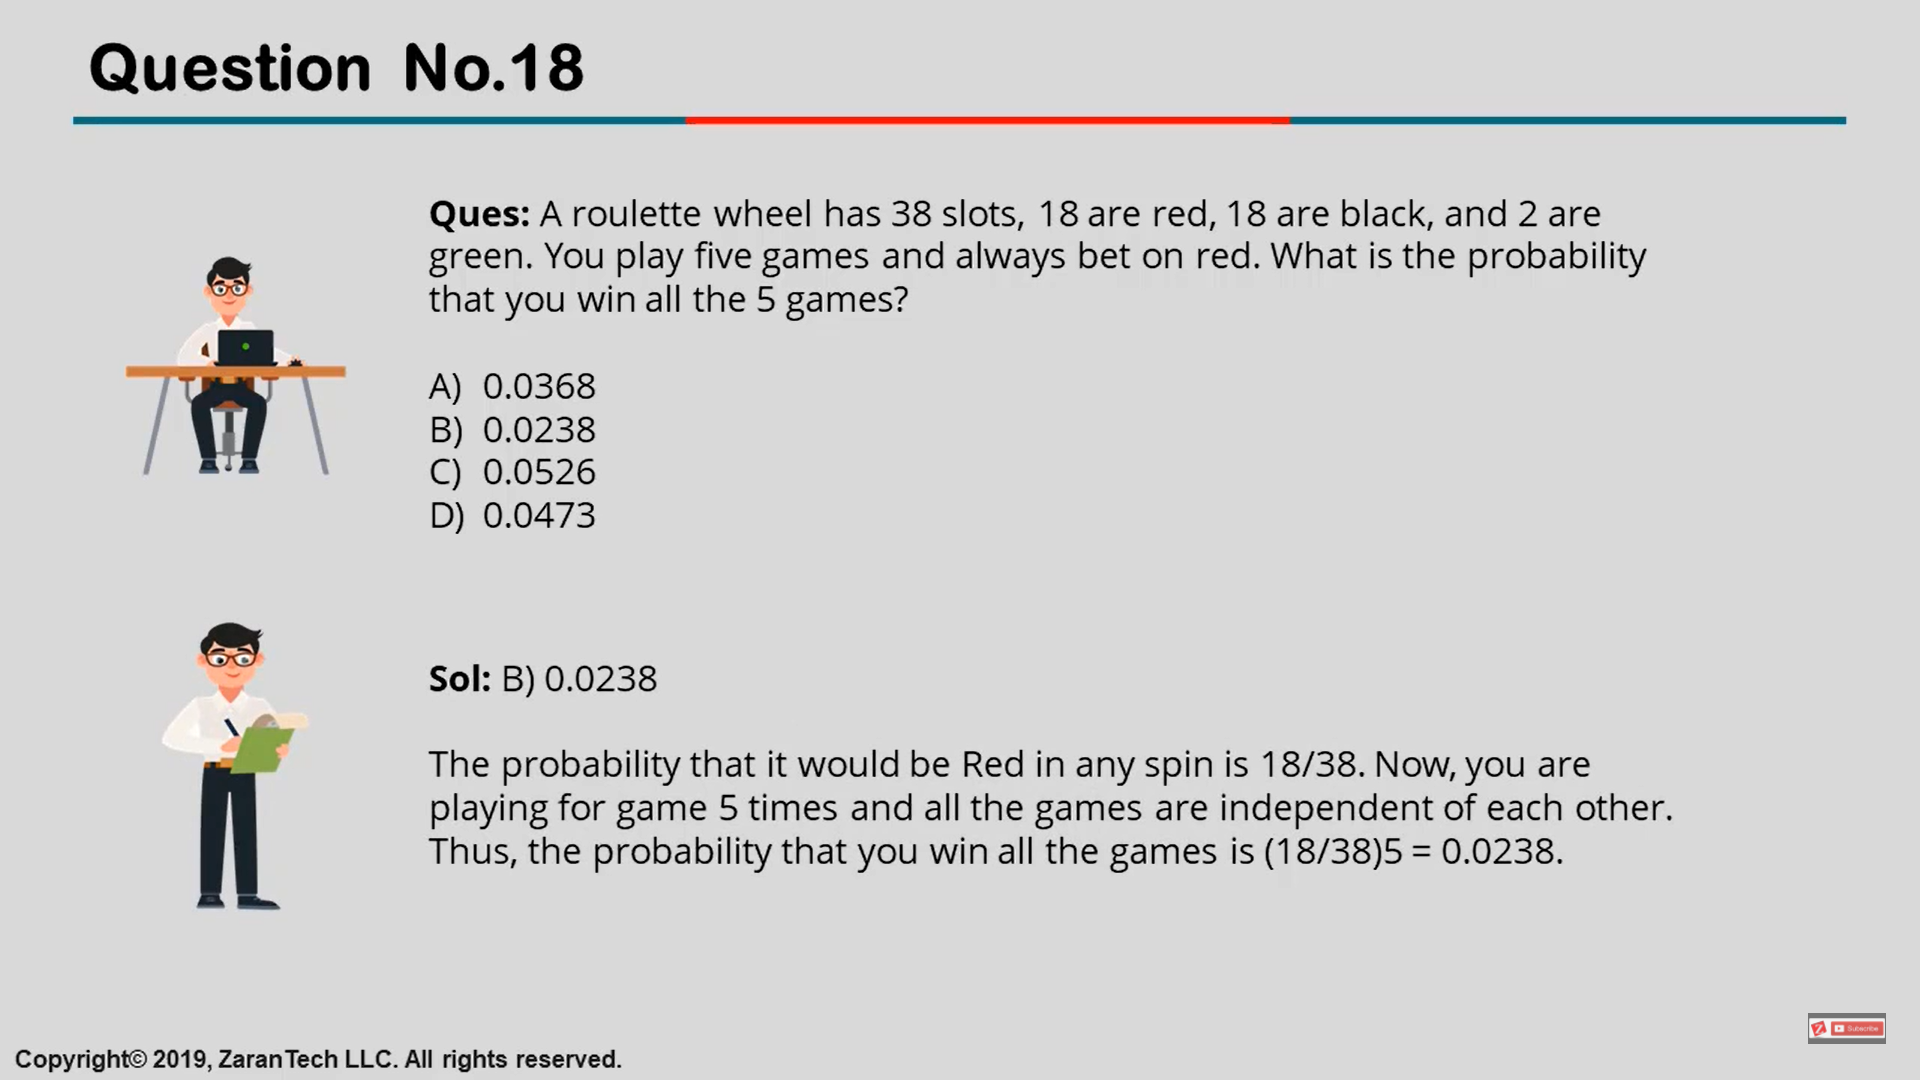 Question No.18
Ques: A roulette wheel has 38 slots, 18 are red, 18 are black, and 2 are
green. You play five games and always bet on red. What is the probability
that you win all the 5 games?
A) 0.0368
B) 0.0238
C) 0.0526
D) 0.0473
Sol: B) 0.0238
The probability that it would be Red in any spin is 18/38. Now, you are
playing for game 5 times and all the games are independent of each other.
Thus, the probability that you win all the games is (18/38)5 = 0.0238.
Subscribe
Copyright© 2019, ZaranTech LLC. All rights reserved.